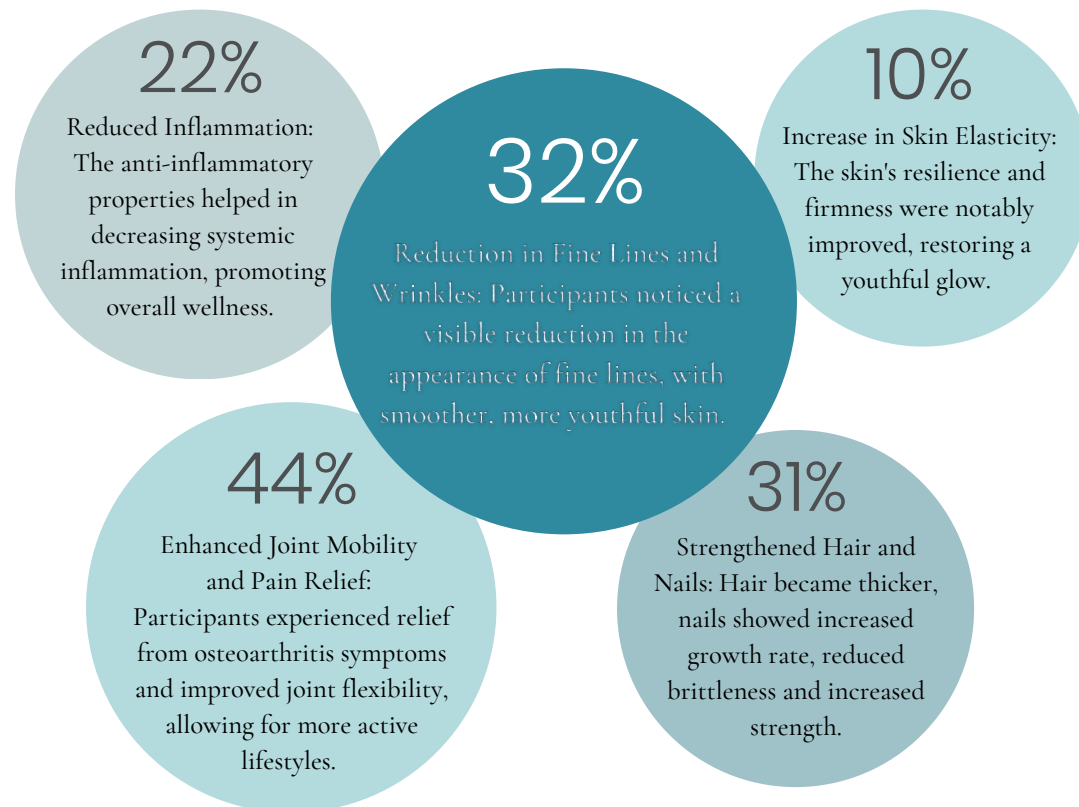 22%
Reduced Inflammation:
The anti-inflammatory
properties helped in
decreasing systemic
inflammation, promoting
overall wellness.
32%
Reduction in Fine Lines and
Wrinkles: Participants noticed a
visible reduction in the
appearance of fine lines, with
smoother, more youthful skin.
10%
Increase in Skin Elasticity:
The skin's resilience and
firmness were notably
improved, restoring a
youthful glow.
44%
Enhanced Joint Mobility
and Pain Relief:
Participants experienced relief
from osteoarthritis symptoms
and improved joint flexibility,
allowing for more active
lifestyles.
31%
Strengthened Hair and
Nails: Hair became thicker,
nails showed increased
growth rate, reduced
brittleness and increased
strength.